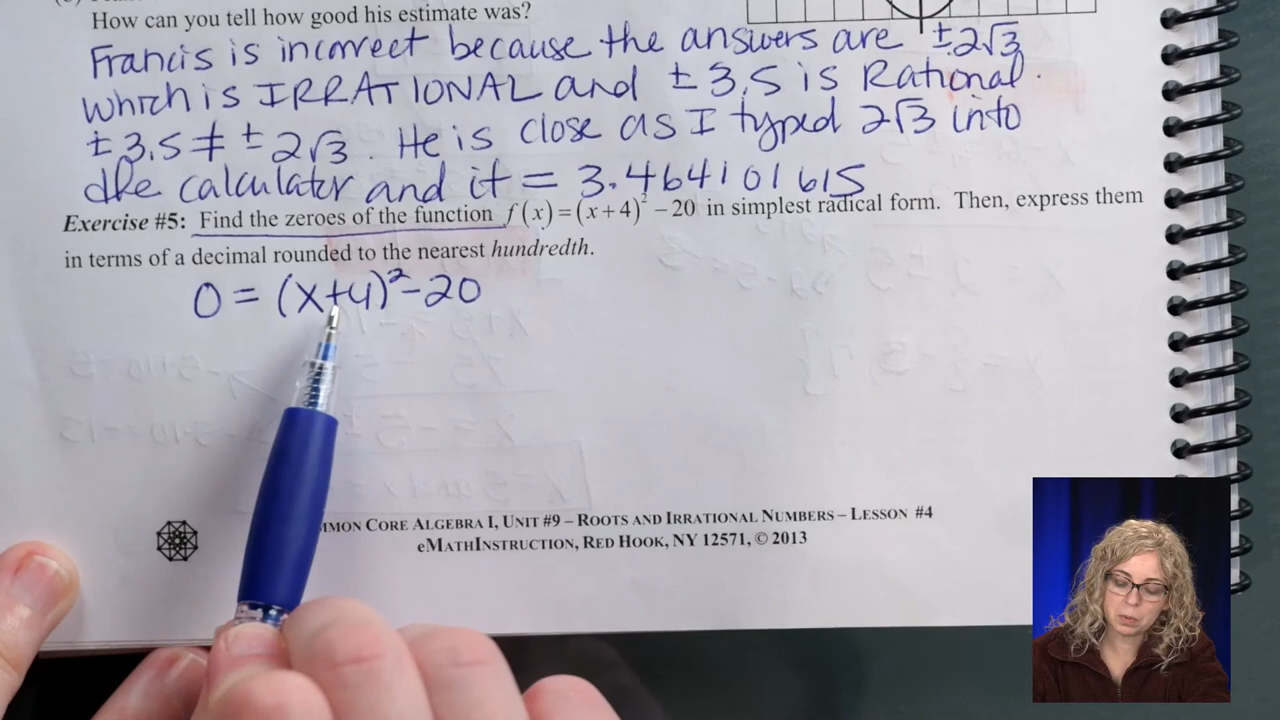 How can you tell how good his estimate was?
Francis is incorrect because the answers are ±2√3
which is IRRATIONAL and ±3.5 is Rational.
±3.5 ≠ ±2√3. He is close as I typed 2√3 into
the calculater and it = 3.464101615
Exercise #5: Find the zeroes of the function f(x)=(x+4)²−20 in simplest radical form. Then, express them
in terms of a decimal rounded to the nearest hundredth.
0 = (x+4)²-20
MON CORE ALGEBRA I, UNIT #9 – ROOTS AND IRRATIONAL NUMBERS – LESSON #4
eMATHINSTRUCTION, RED HOOK, NY 12571, © 2013